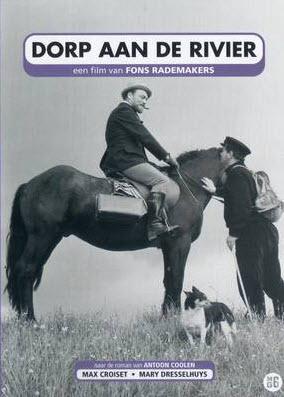 DORP AAN DE RIVIER
een film van FONS RADEMAKERS
naar de roman van ANTOON COOLEN
MAX CROISET • MARY DRESSELHUYS
MG6